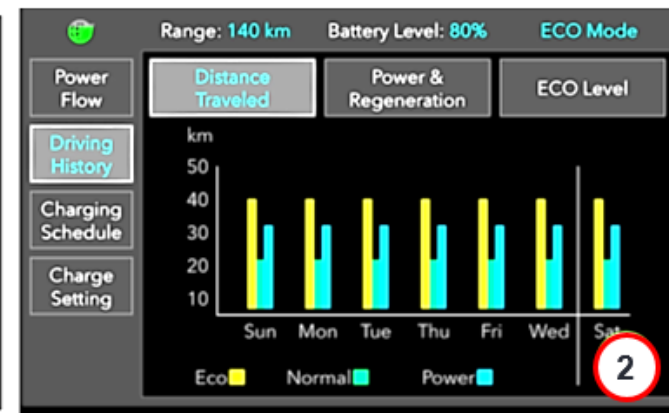 Range: 140 km Battery Level: 80% ECO Mode
Power
Flow
Driving
History
Charging
Schedule
Charge
Setting
Distance
Traveled
Power &
Regeneration
ECO Level
km
50
40
30
20
10
Sun Mon Tue Thu Fri Wed Sat
Eco Normal Power
2